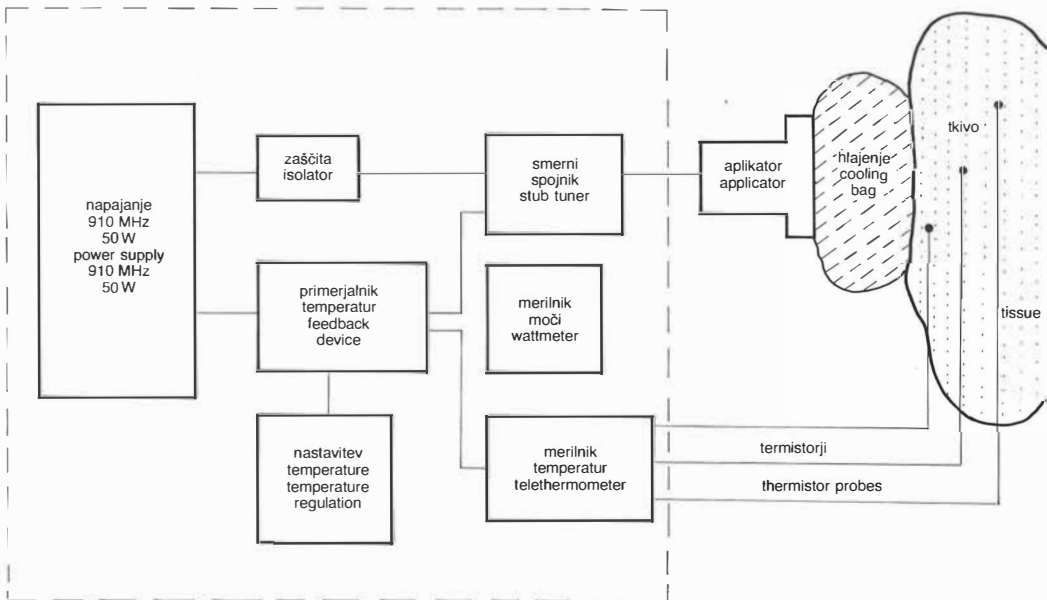 napajanje
910 MHz
50 W
power supply
910 MHz
50 W
zaščita
isolator
smerni
spojnik
stub tuner
aplikator
applicator
hlajenje
cooling
bag
tkivo
tissue
primerjalnik
temperatur
feedback
device
merilnik
moči
wattmeter
nastavitev
temperature
temperature
regulation
merilnik
temperatur
telethermometer
termistorji
thermistor probes